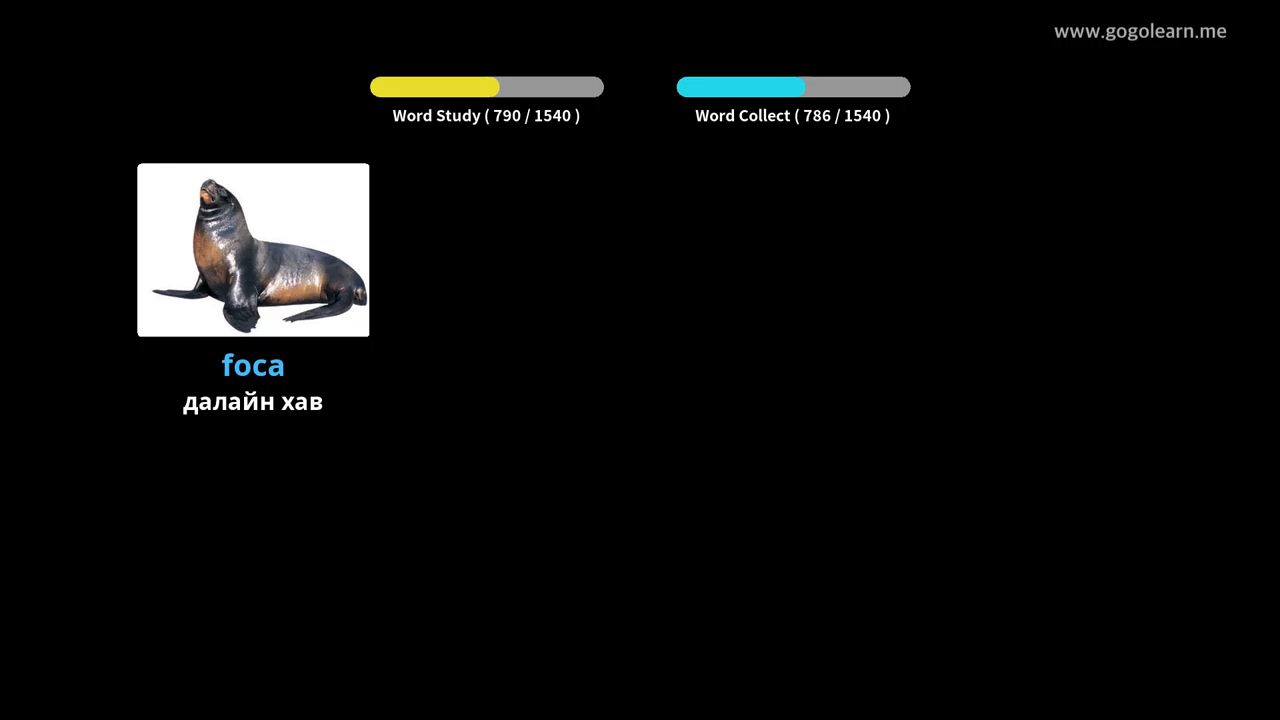 www.gogolearn.me
Word Study ( 790 / 1540 )
Word Collect ( 786 / 1540 )
foca
далайн хав